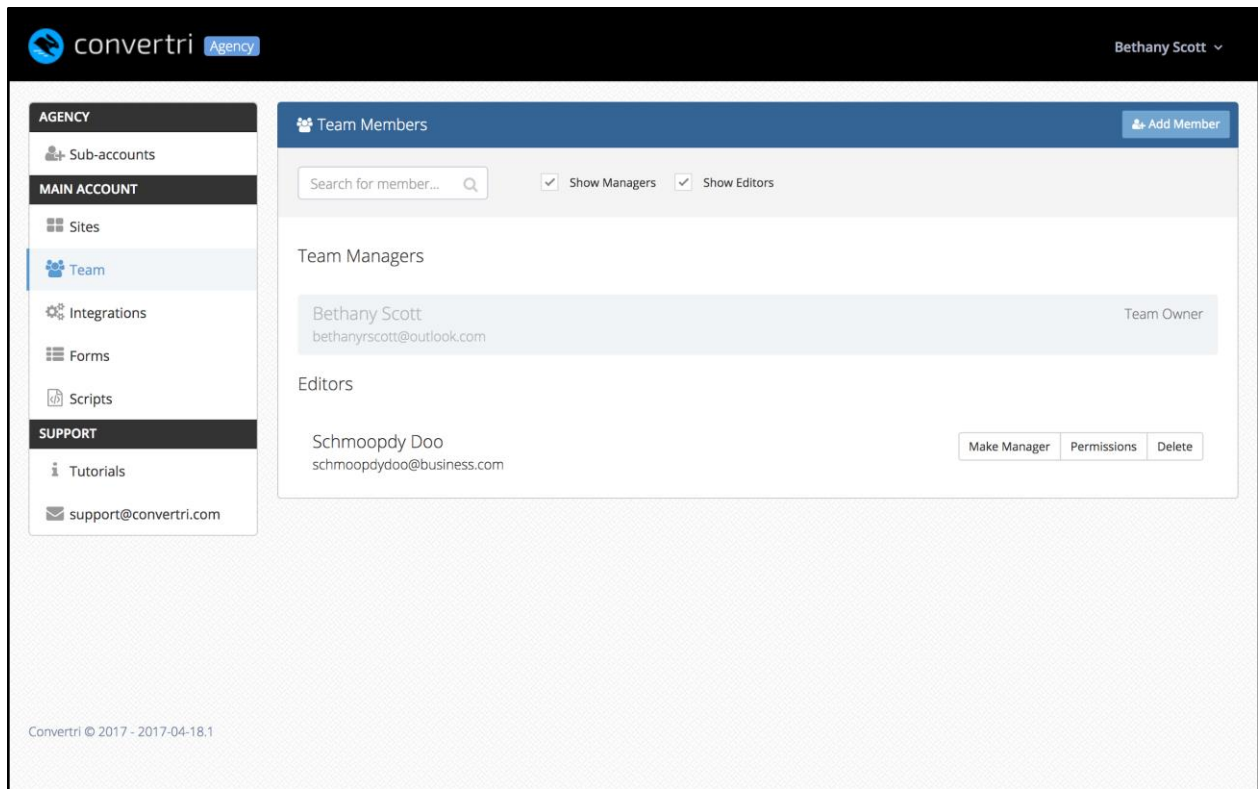 convertri Agency
Bethany Scott
AGENCY
Sub-accounts
MAIN ACCOUNT
Sites
Team
Integrations
Forms
Scripts
SUPPORT
Tutorials
support@convertri.com
Team Members
Add Member
Search for member...
Show Managers
Show Editors
Team Managers
Bethany Scott
Team Owner
bethanyrscott@outlook.com
Editors
Schmoopdy Doo
schmoopdydoo@business.com
Make Manager
Permissions
Delete
Convertri © 2017 - 2017-04-18.1